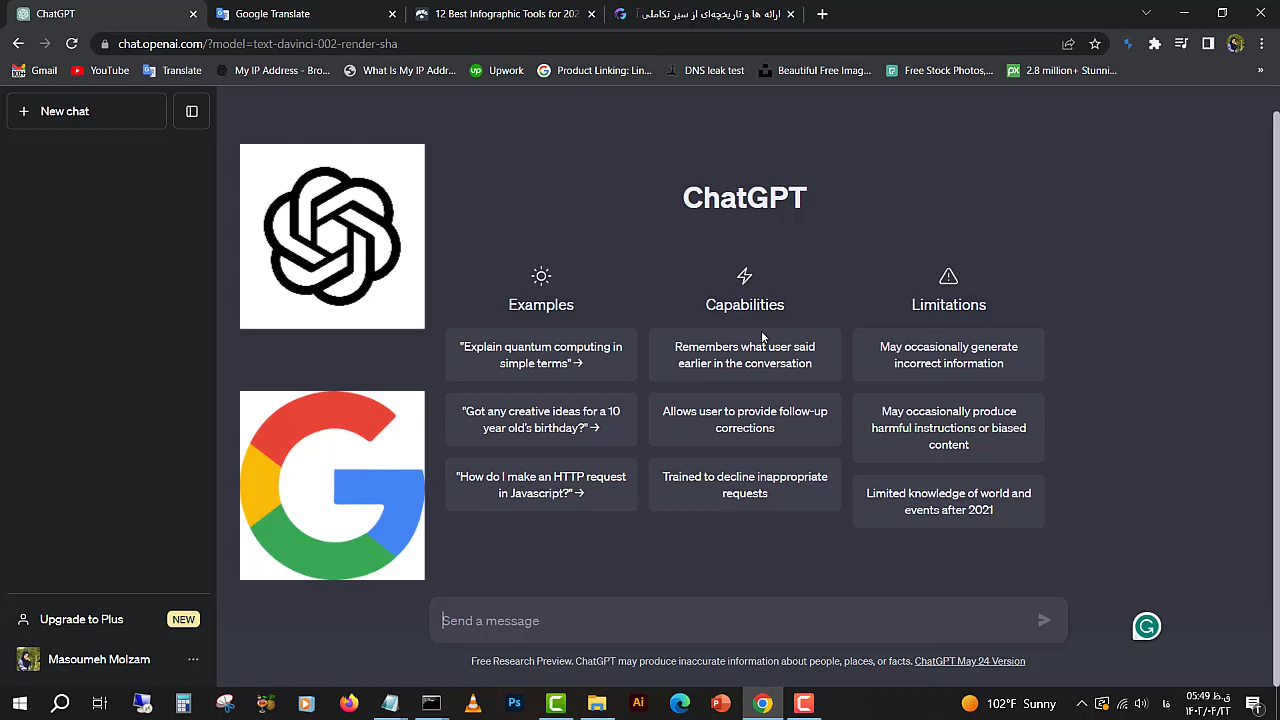 ChatGPT
Google Translate
12 Best Infographic Tools for 202
ارائه ها و تاریخچه‌ای از سیر تکاملی
chat.openai.com/?model=text-davinci-002-render-sha
Gmail
YouTube
Translate
My IP Address - Bro...
What Is My IP Addr...
Upwork
Product Linking: Lin...
DNS leak test
Beautiful Free Imag...
Free Stock Photos,...
2.8 million+ Stunni...
New chat
ChatGPT
Examples
Capabilities
Limitations
"Explain quantum computing in
simple terms" →
Remembers what user said
earlier in the conversation
May occasionally generate
incorrect information
"Got any creative ideas for a 10
year old's birthday?" →
Allows user to provide follow-up
corrections
May occasionally produce
harmful instructions or biased
content
"How do I make an HTTP request
in Javascript?" →
Trained to decline inappropriate
requests
Limited knowledge of world and
events after 2021
Send a message
Upgrade to Plus
NEW
Masoumeh Molzam
Free Research Preview. ChatGPT may produce inaccurate information about people, places, or facts. ChatGPT May 24 Version
102°F Sunny
فا
05:49 ق.ظ